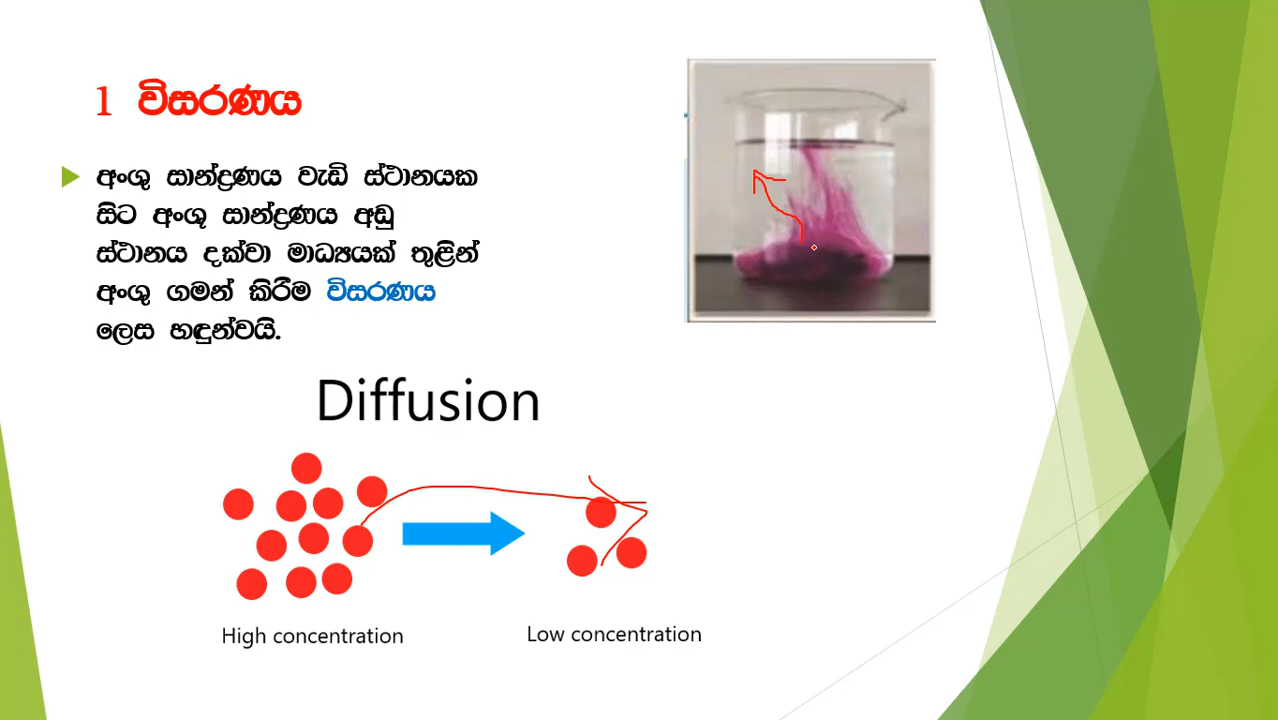 1 විසරණය
අංශු සාන්ද්‍රණය වැඩි ස්ථානයක
සිට අංශූ සාන්ද්‍රණය අඩු
ස්ථානය දක්වා මාධ්‍යයක් තුළින්
අංශු ගමන් කිරීම විසරණය
ලෙස හඳුන්වයි.
Diffusion
High concentration
Low concentration